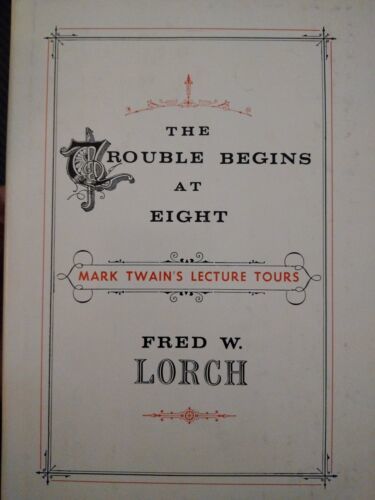 THE
TROUBLE BEGINS
AT
EIGHT
MARK TWAIN'S LECTURE TOURS
FRED W.
LORCH